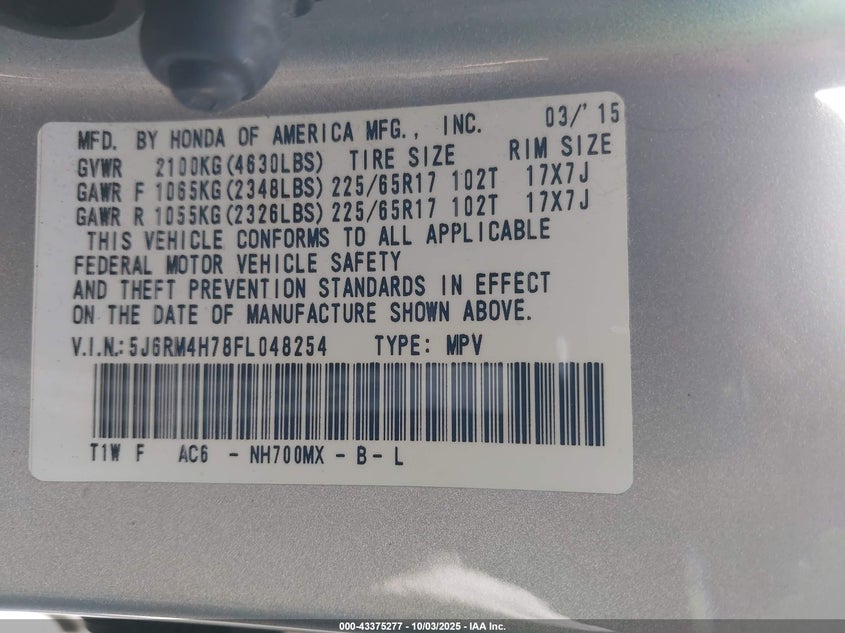 MFD. BY HONDA OF AMERICA MFG., INC. 03/'15
GVWR 2100KG(4630LBS) TIRE SIZE RIM SIZE
GAWR F 1065KG(2348LBS) 225/65R17 102T 17X7J
GAWR R 1055KG(2326LBS) 225/65R17 102T 17X7J
THIS VEHICLE CONFORMS TO ALL APPLICABLE
FEDERAL MOTOR VEHICLE SAFETY
AND THEFT PREVENTION STANDARDS IN EFFECT
ON THE DATE OF MANUFACTURE SHOWN ABOVE.
V.I.N.: 5J6RM4H78FL048254 TYPE: MPV
T1W F AC6 - NH700MX - B - L
000-43375277 - 10/03/2025 - IAA Inc.